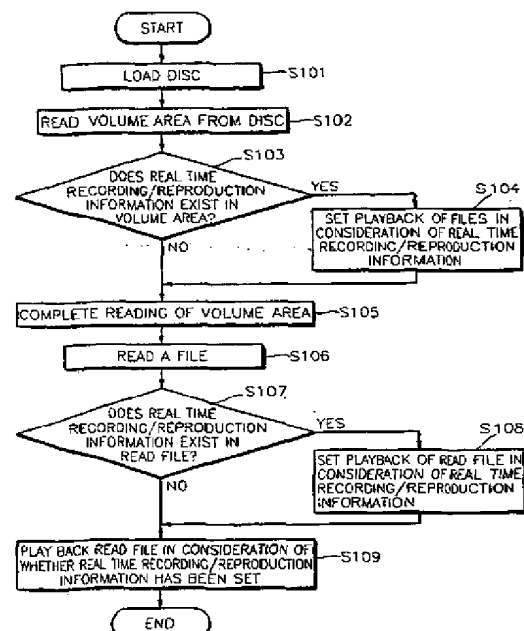 START
LOAD DISC
S101
READ VOLUME AREA FROM DISC
S102
S103
DOES REAL TIME
RECORDING/REPRODUCTION
INFORMATION EXIST IN
VOLUME AREA?
YES
S104
SET PLAYBACK OF FILES IN
CONSIDERATION OF REAL TIME
RECORDING/REPRODUCTION
INFORMATION
NO
COMPLETE READING OF VOLUME AREA
S105
READ A FILE
S106
S107
DOES REAL TIME
RECORDING/REPRODUCTION
INFORMATION EXIST IN
READ FILE?
YES
S108
SET PLAYBACK OF READ FILE IN
CONSIDERATION OF REAL TIME
RECORDING/REPRODUCTION
INFORMATION
NO
PLAY BACK READ FILE IN CONSIDERATION OF
WHETHER REAL TIME RECORDING/REPRODUCTION
INFORMATION HAS BEEN SET
S109
END